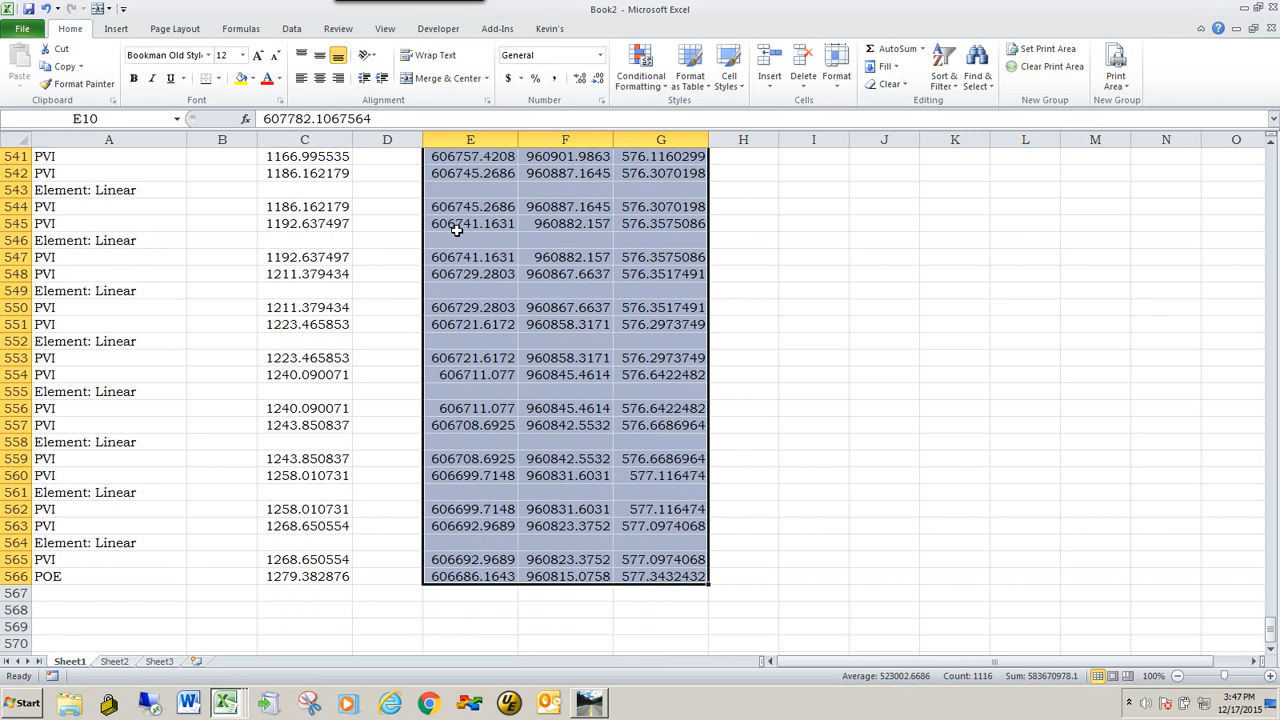 Book2 - Microsoft Excel
File Home Insert Page Layout Formulas Data Review View Developer Add-Ins Kevin's
Paste Cut Copy Format Painter
Bookman Old Styl 12 A A
B I U A
Wrap Text
Merge & Center
General
$ % ,
Conditional Formatting Format as Table Cell Styles
Insert Delete Format
AutoSum Fill Clear
Sort & Filter Find & Select
Set Print Area
Clear Print Area
Print Area
Clipboard Font Alignment Number Styles Cells Editing New Group New Group
E10 fx 607782.1067564
A B C D E F G H I J K L M N O
541 PVI 1166.995535 606757.4208 960901.9863 576.1160299
542 PVI 1186.162179 606745.2686 960887.1645 576.3070198
543 Element: Linear
544 PVI 1186.162179 606745.2686 960887.1645 576.3070198
545 PVI 1192.637497 606741.1631 960882.157 576.3575086
546 Element: Linear
547 PVI 1192.637497 606741.1631 960882.157 576.3575086
548 PVI 1211.379434 606729.2803 960867.6637 576.3517491
549 Element: Linear
550 PVI 1211.379434 606729.2803 960867.6637 576.3517491
551 PVI 1223.465853 606721.6172 960858.3171 576.2973749
552 Element: Linear
553 PVI 1223.465853 606721.6172 960858.3171 576.2973749
554 PVI 1240.090071 606711.077 960845.4614 576.6422482
555 Element: Linear
556 PVI 1240.090071 606711.077 960845.4614 576.6422482
557 PVI 1243.850837 606708.6925 960842.5532 576.6686964
558 Element: Linear
559 PVI 1243.850837 606708.6925 960842.5532 576.6686964
560 PVI 1258.010731 606699.7148 960831.6031 577.116474
561 Element: Linear
562 PVI 1258.010731 606699.7148 960831.6031 577.116474
563 PVI 1268.650554 606692.9689 960823.3752 577.0974068
564 Element: Linear
565 PVI 1268.650554 606692.9689 960823.3752 577.0974068
566 POE 1279.382876 606686.1643 960815.0758 577.3432432
567
568
569
570
Sheet1 Sheet2 Sheet3
Ready Average: 523002.6686 Count: 1116 Sum: 583670978.1 100%
Start 3:47 PM
12/17/2015